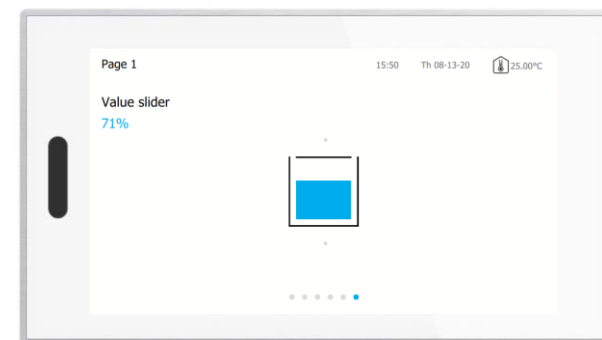 Page 1
15:50
Th 08-13-20
25.00°C
Value slider
71%